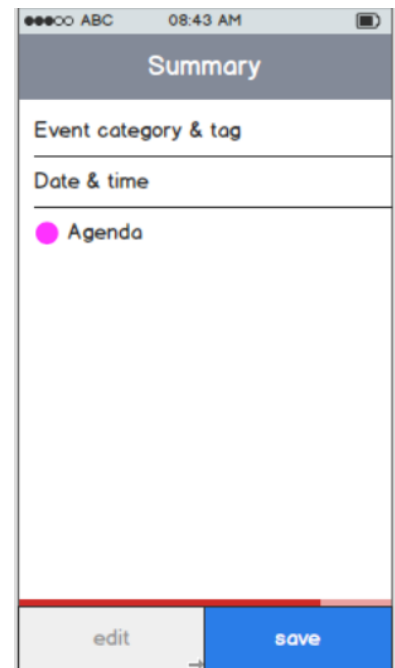 ABC 08:43 AM
Summary
Event category & tag
Date & time
Agenda
edit save